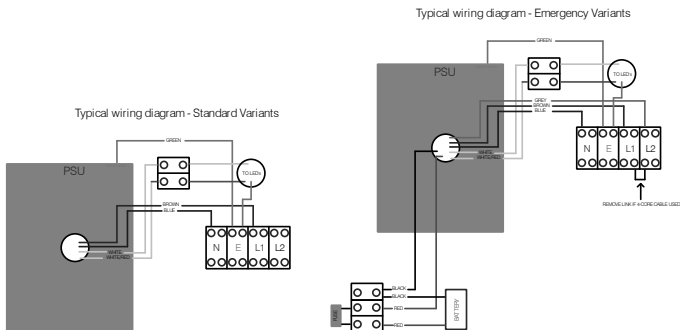 Typical wiring diagram - Emergency Variants
GREEN
PSU
TO LEDs
GREY
BROWN
BLUE
N E L1 L2
WHITE
WHITE/RED
REMOVE LINK IF 4-CORE CABLE USED
BLACK
BLACK
RED
RED
FUSE
BATTERY
Typical wiring diagram - Standard Variants
GREEN
PSU
TO LEDs
BROWN
BLUE
N E L1 L2
WHITE
WHITE/RED